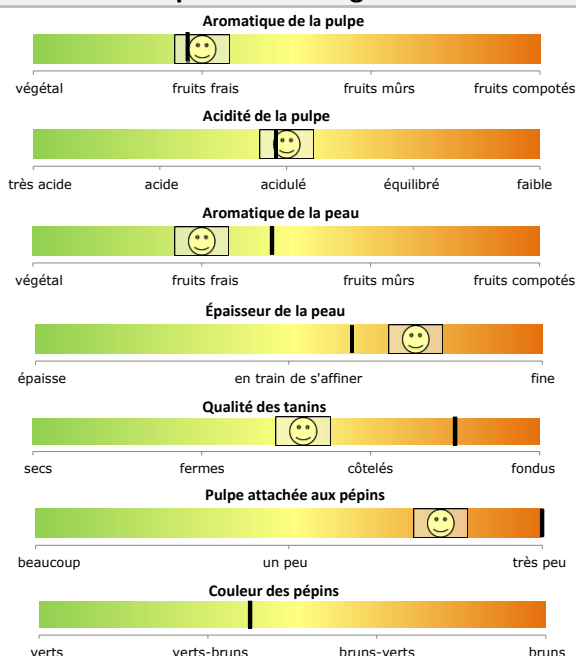 Aromatique de la pulpe
végétal fruits frais fruits mûrs fruits compotés
Acidité de la pulpe
très acide acide acidulé équilibré faible
Aromatique de la peau
végétal fruits frais fruits mûrs fruits compotés
Épaisseur de la peau
épaisse en train de s'affiner fine
Qualité des tanins
secs fermes côtelés fondus
Pulpe attachée aux pépins
beaucoup un peu très peu
Couleur des pépins
verts verts-bruns bruns-verts bruns